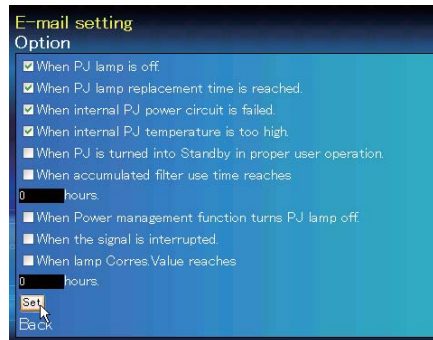 E-mail setting
Option
When PJ lamp is off.
When PJ lamp replacement time is reached.
When internal PJ power circuit is failed.
When internal PJ temperature is too high.
When PJ is turned into Standby in proper user operation.
When accumulated filter use time reaches
0 hours.
When Power management function turns PJ lamp off.
When the signal is interrupted.
When lamp Corres.Value reaches
0 hours.
Set
Back